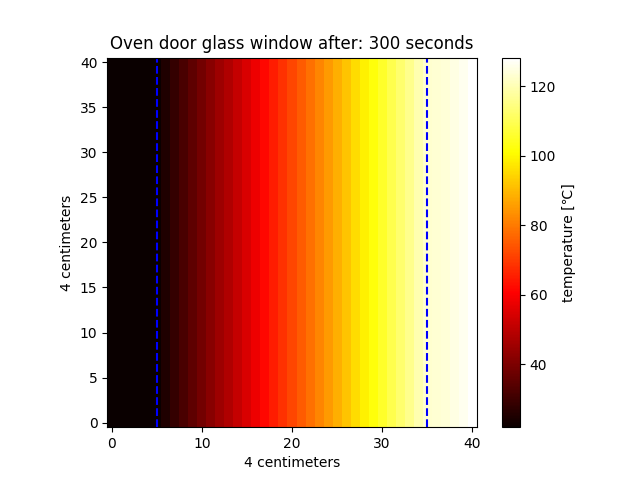 Oven door glass window after: 300 seconds
40
35
30
25
20
15
10
5
0
4 centimeters
0 10 20 30 40
4 centimeters
120
100
80
60
40
temperature [°C]